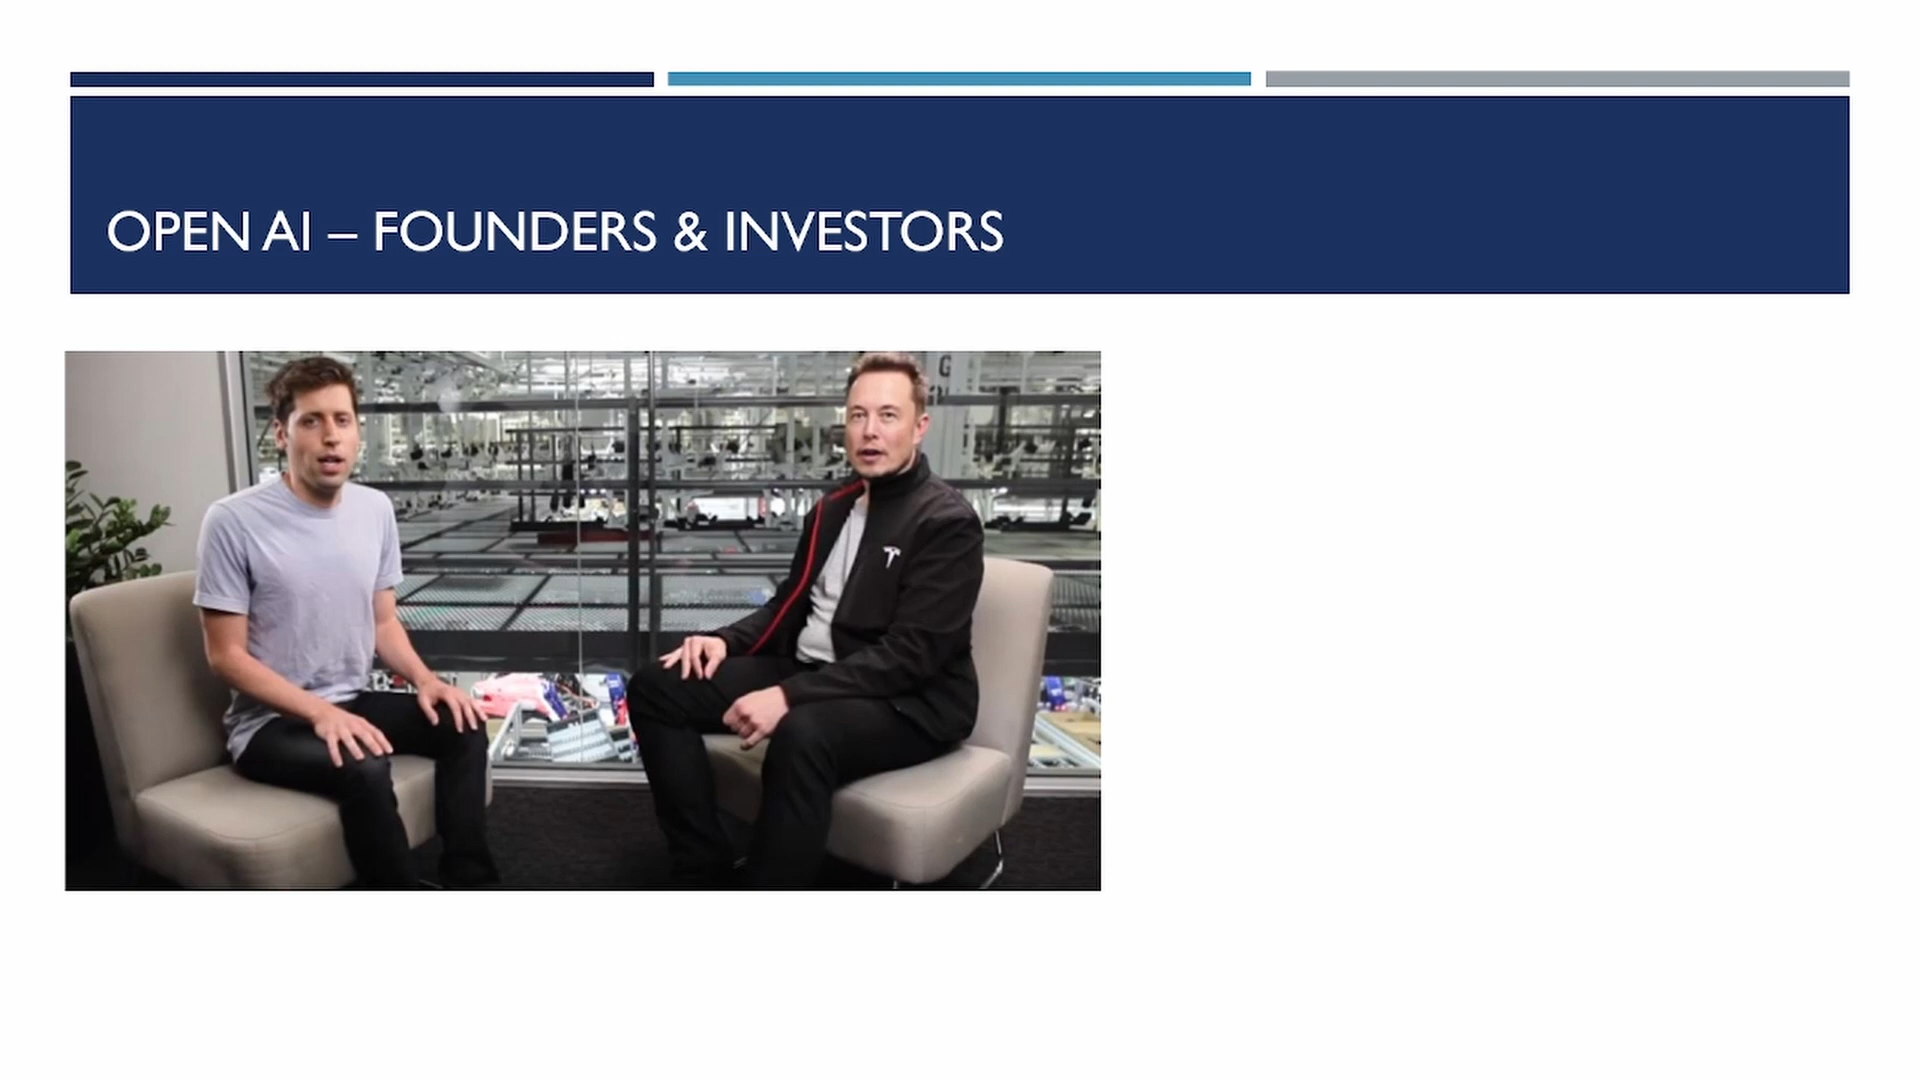 OPEN AI – FOUNDERS & INVESTORS